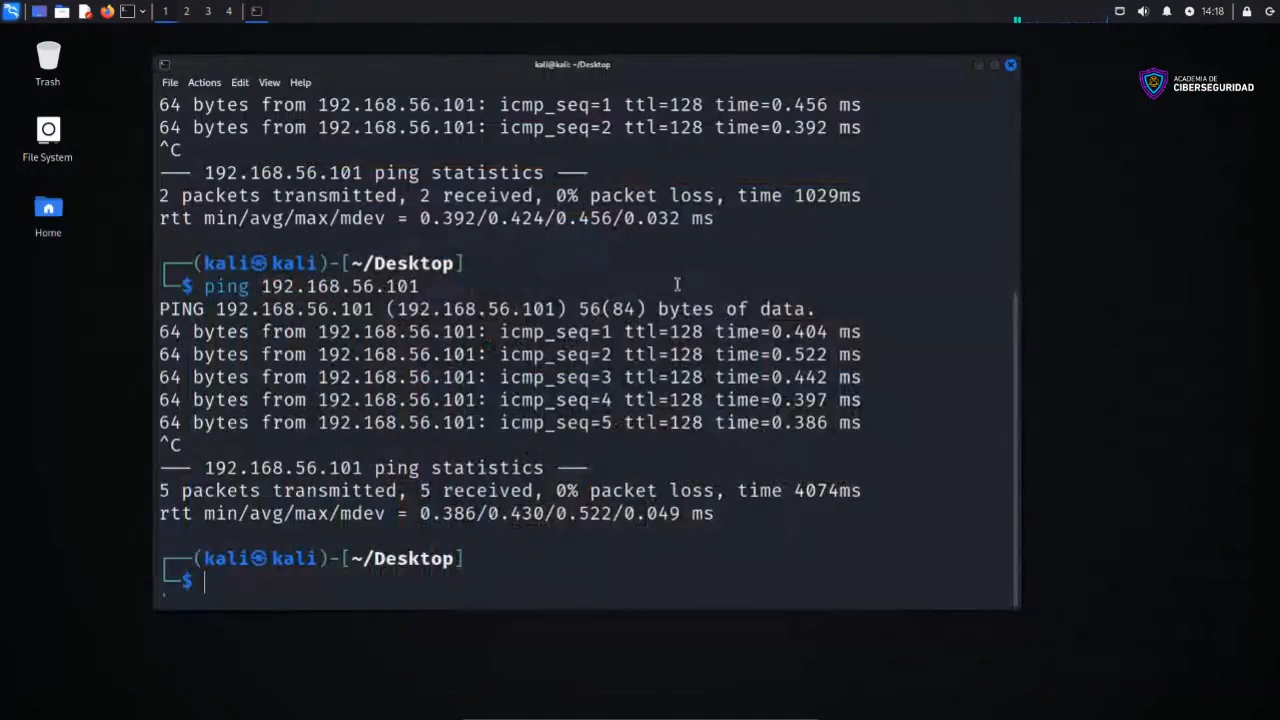 1 2 3 4
14:18
Trash
File System
Home
kali@kali: ~/Desktop
File Actions Edit View Help
64 bytes from 192.168.56.101: icmp_seq=1 ttl=128 time=0.456 ms
64 bytes from 192.168.56.101: icmp_seq=2 ttl=128 time=0.392 ms
^C
─── 192.168.56.101 ping statistics ───
2 packets transmitted, 2 received, 0% packet loss, time 1029ms
rtt min/avg/max/mdev = 0.392/0.424/0.456/0.032 ms
┌──(kali㉿kali)-[~/Desktop]
└─$ ping 192.168.56.101
PING 192.168.56.101 (192.168.56.101) 56(84) bytes of data.
64 bytes from 192.168.56.101: icmp_seq=1 ttl=128 time=0.404 ms
64 bytes from 192.168.56.101: icmp_seq=2 ttl=128 time=0.522 ms
64 bytes from 192.168.56.101: icmp_seq=3 ttl=128 time=0.442 ms
64 bytes from 192.168.56.101: icmp_seq=4 ttl=128 time=0.397 ms
64 bytes from 192.168.56.101: icmp_seq=5 ttl=128 time=0.386 ms
^C
─── 192.168.56.101 ping statistics ───
5 packets transmitted, 5 received, 0% packet loss, time 4074ms
rtt min/avg/max/mdev = 0.386/0.430/0.522/0.049 ms
┌──(kali㉿kali)-[~/Desktop]
└─$
ACADEMIA DE
CIBERSEGURIDAD